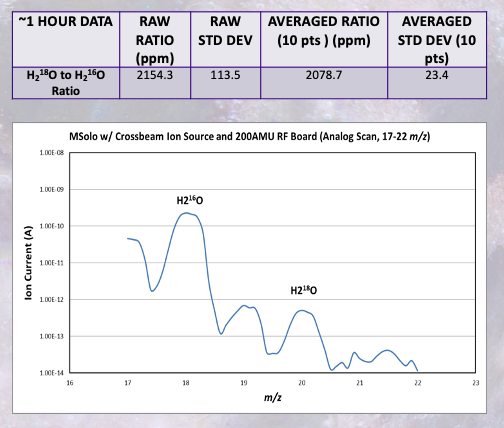 ~1 HOUR DATA RAW RATIO (ppm) RAW STD DEV AVERAGED RATIO (10 pts ) (ppm) AVERAGED STD DEV (10 pts)
H₂¹⁸O to H₂¹⁶O Ratio 2154.3 113.5 2078.7 23.4
MSolo w/ Crossbeam Ion Source and 200AMU RF Board (Analog Scan, 17-22 m/z)
1.00E-08
1.00E-09
H2¹⁶O
1.00E-10
Ion Current (A)
1.00E-11
H2¹⁸O
1.00E-12
1.00E-13
1.00E-14
16 17 18 19 20 21 22 23
m/z